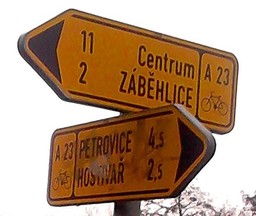 11 Centrum A 23
2 ZÁBĚHLICE
A 23 PETROVICE 4,5
HOSTIVAŘ 2,5